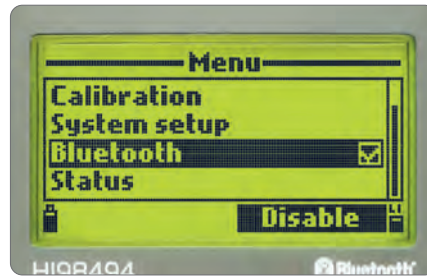 Menu
Calibration
System setup
Bluetooth
Status
Disable
HI98494
Bluetooth